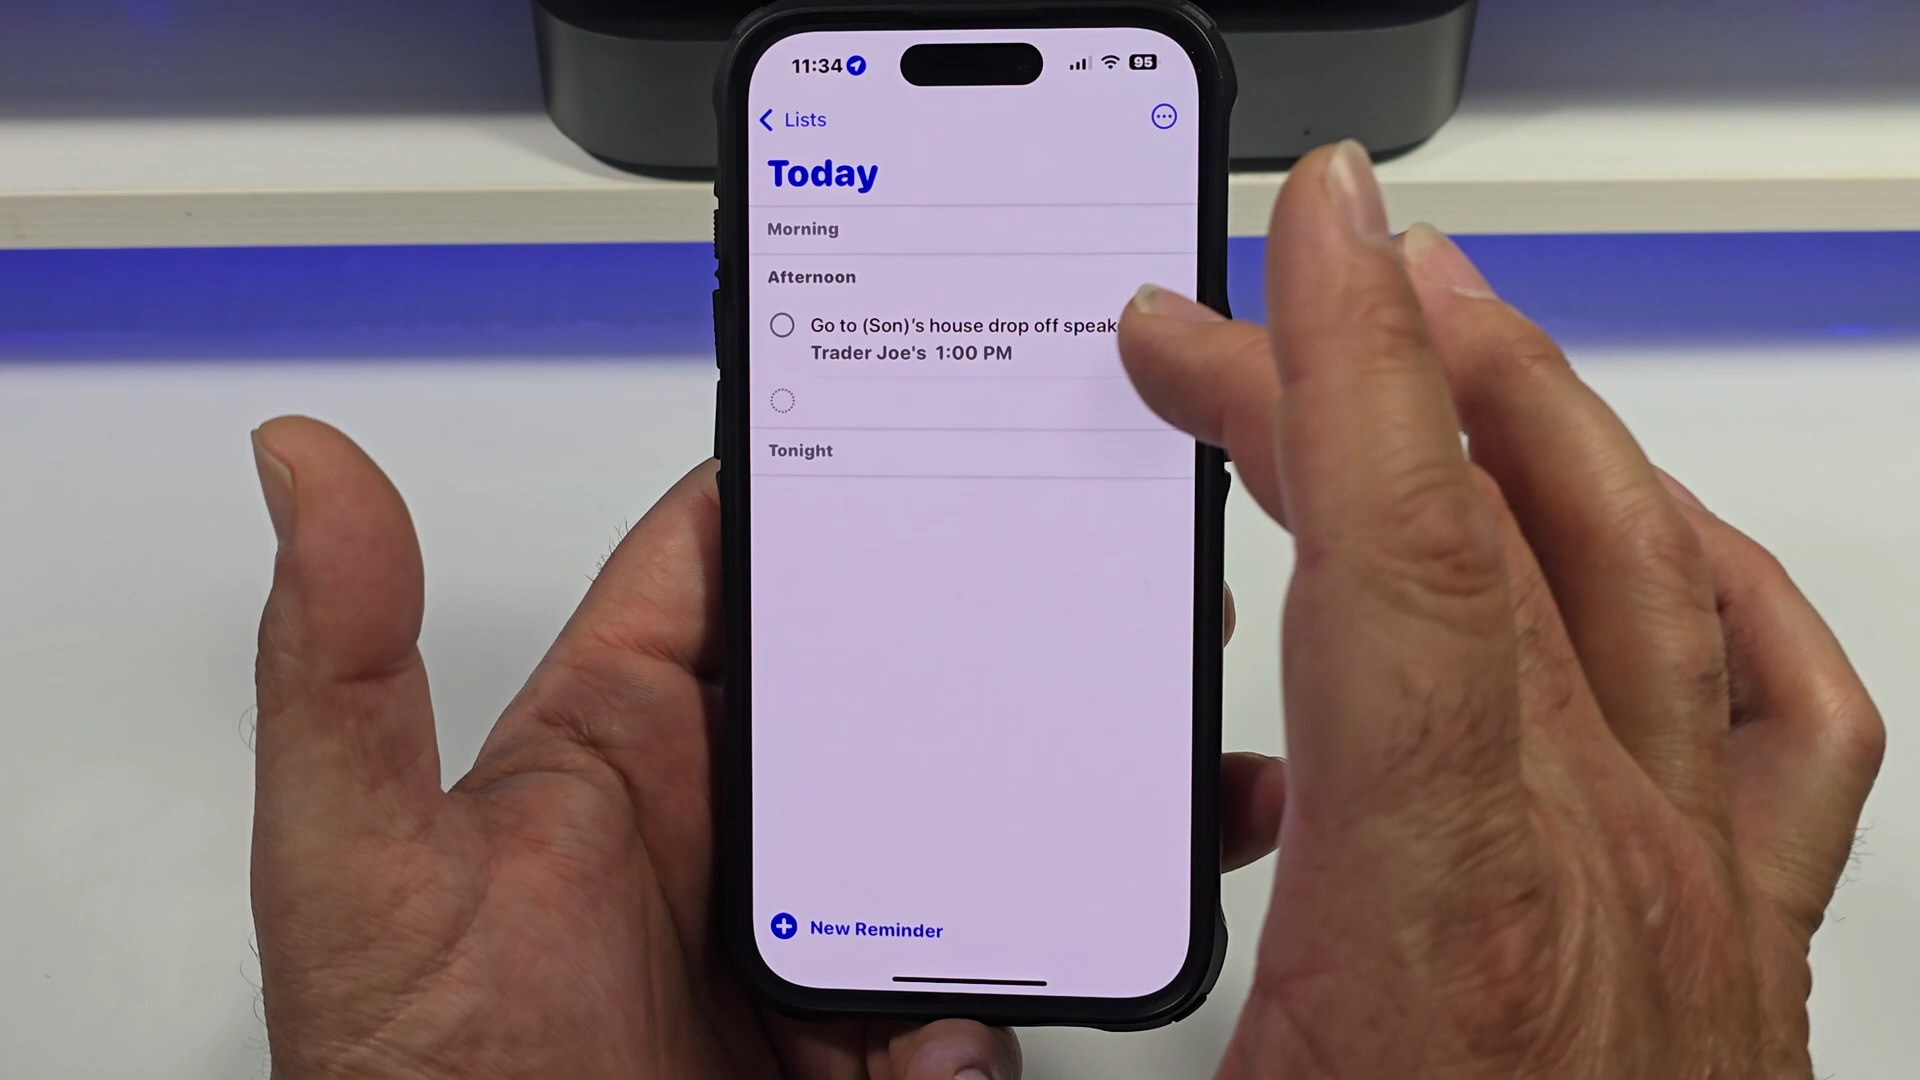 11:34
95
Lists
Today
Morning
Afternoon
Go to (Son)'s house drop off
Trader Joe's 1:00 PM
Tonight
New Reminder